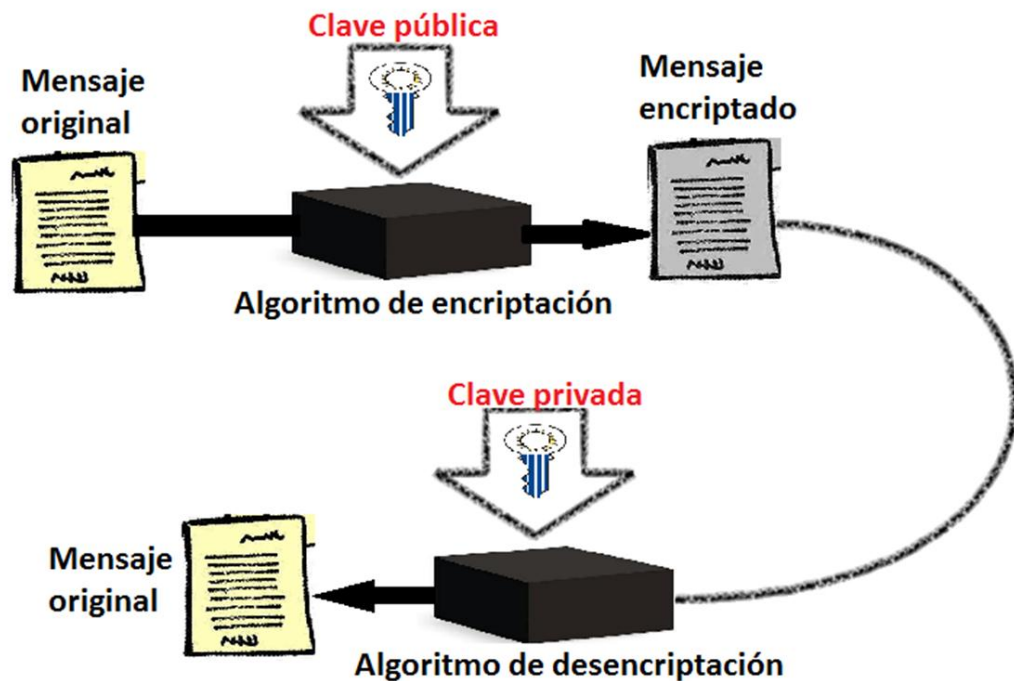 Clave pública
Mensaje
original
Mensaje
encriptado
Algoritmo de encriptación
Clave privada
Mensaje
original
Algoritmo de desencriptación